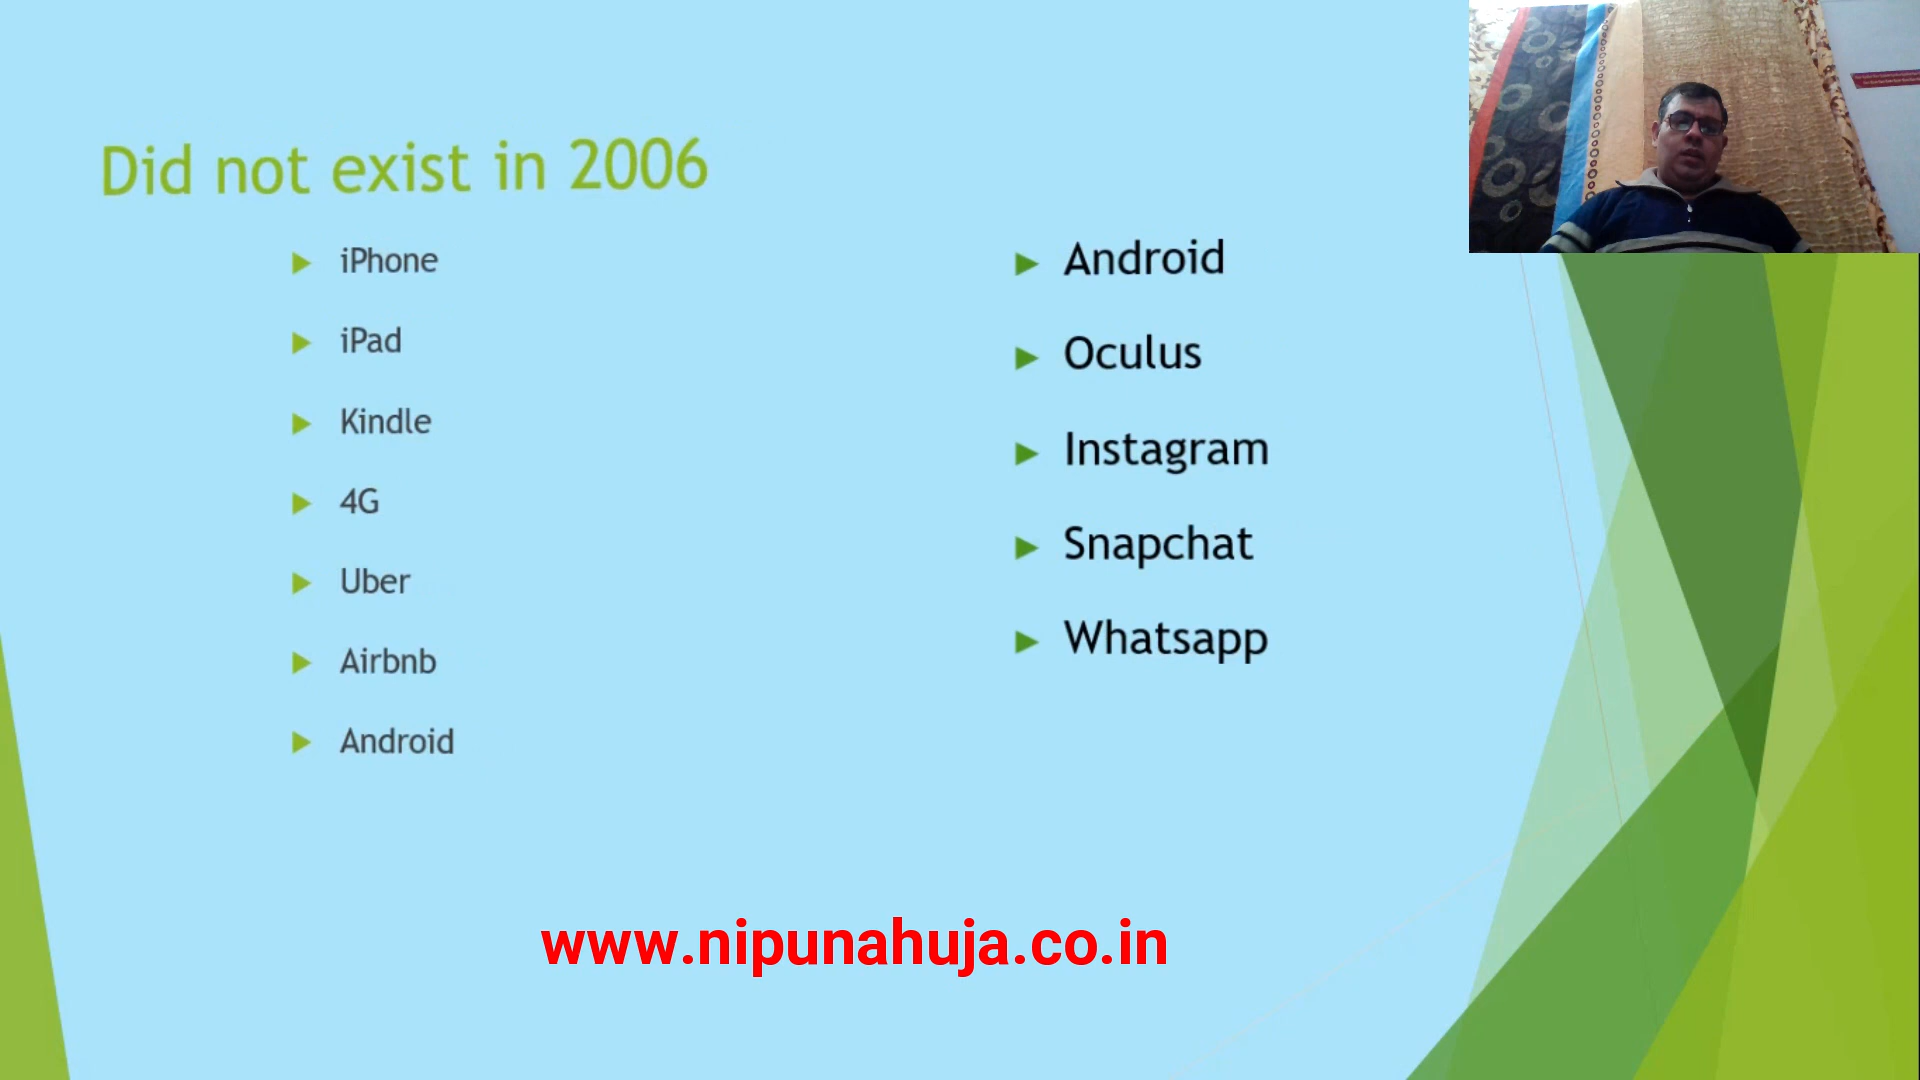 Did not exist in 2006
iPhone
iPad
Kindle
4G
Uber
Airbnb
Android
Android
Oculus
Instagram
Snapchat
Whatsapp
www.nipunahuja.co.in